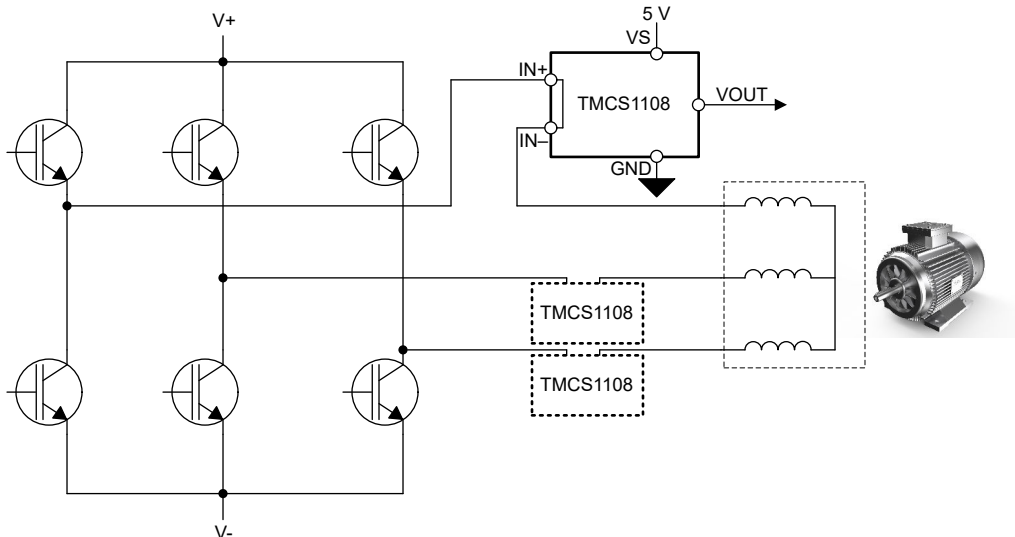 V+
5 V
VS
IN+
TMCS1108
VOUT
IN–
GND
TMCS1108
TMCS1108
V-